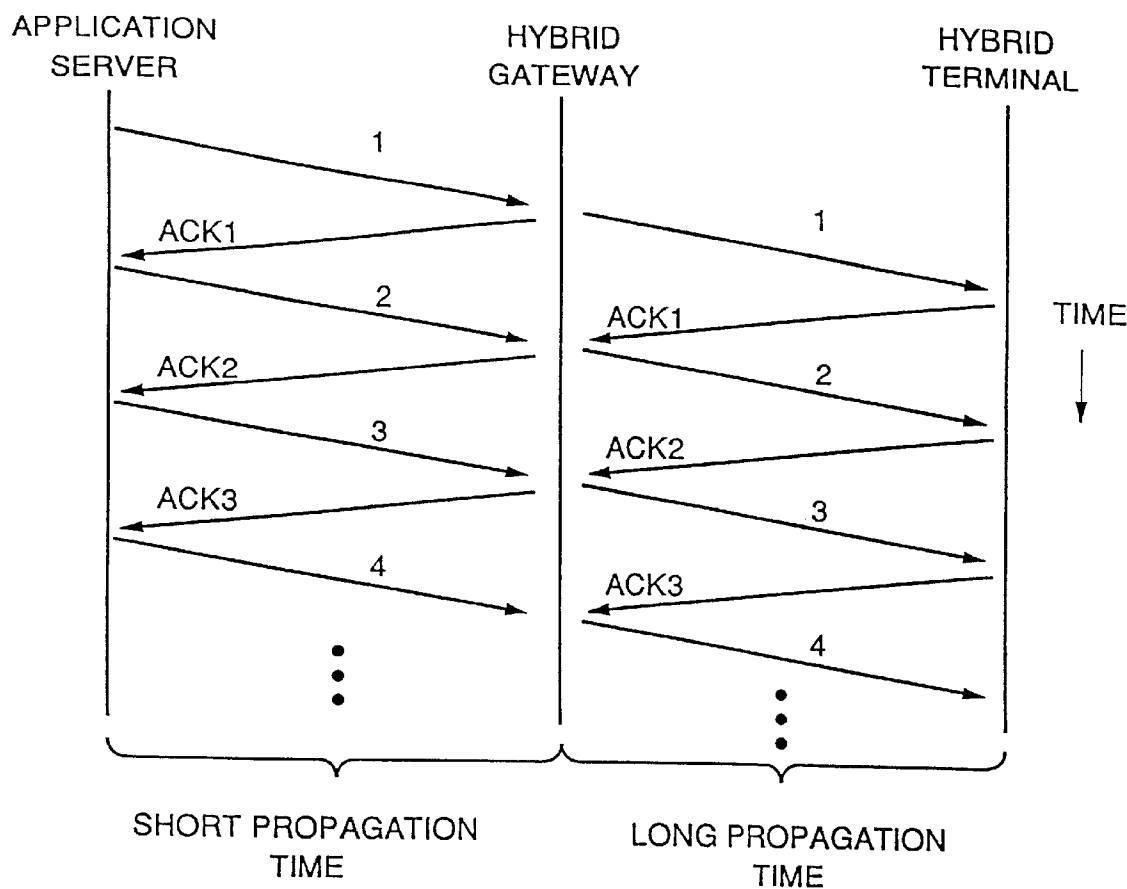 APPLICATION
SERVER
HYBRID
GATEWAY
HYBRID
TERMINAL
1
ACK1
1
2
ACK1
TIME
ACK2
2
3
ACK2
ACK3
3
4
ACK3
4
SHORT PROPAGATION
TIME
LONG PROPAGATION
TIME